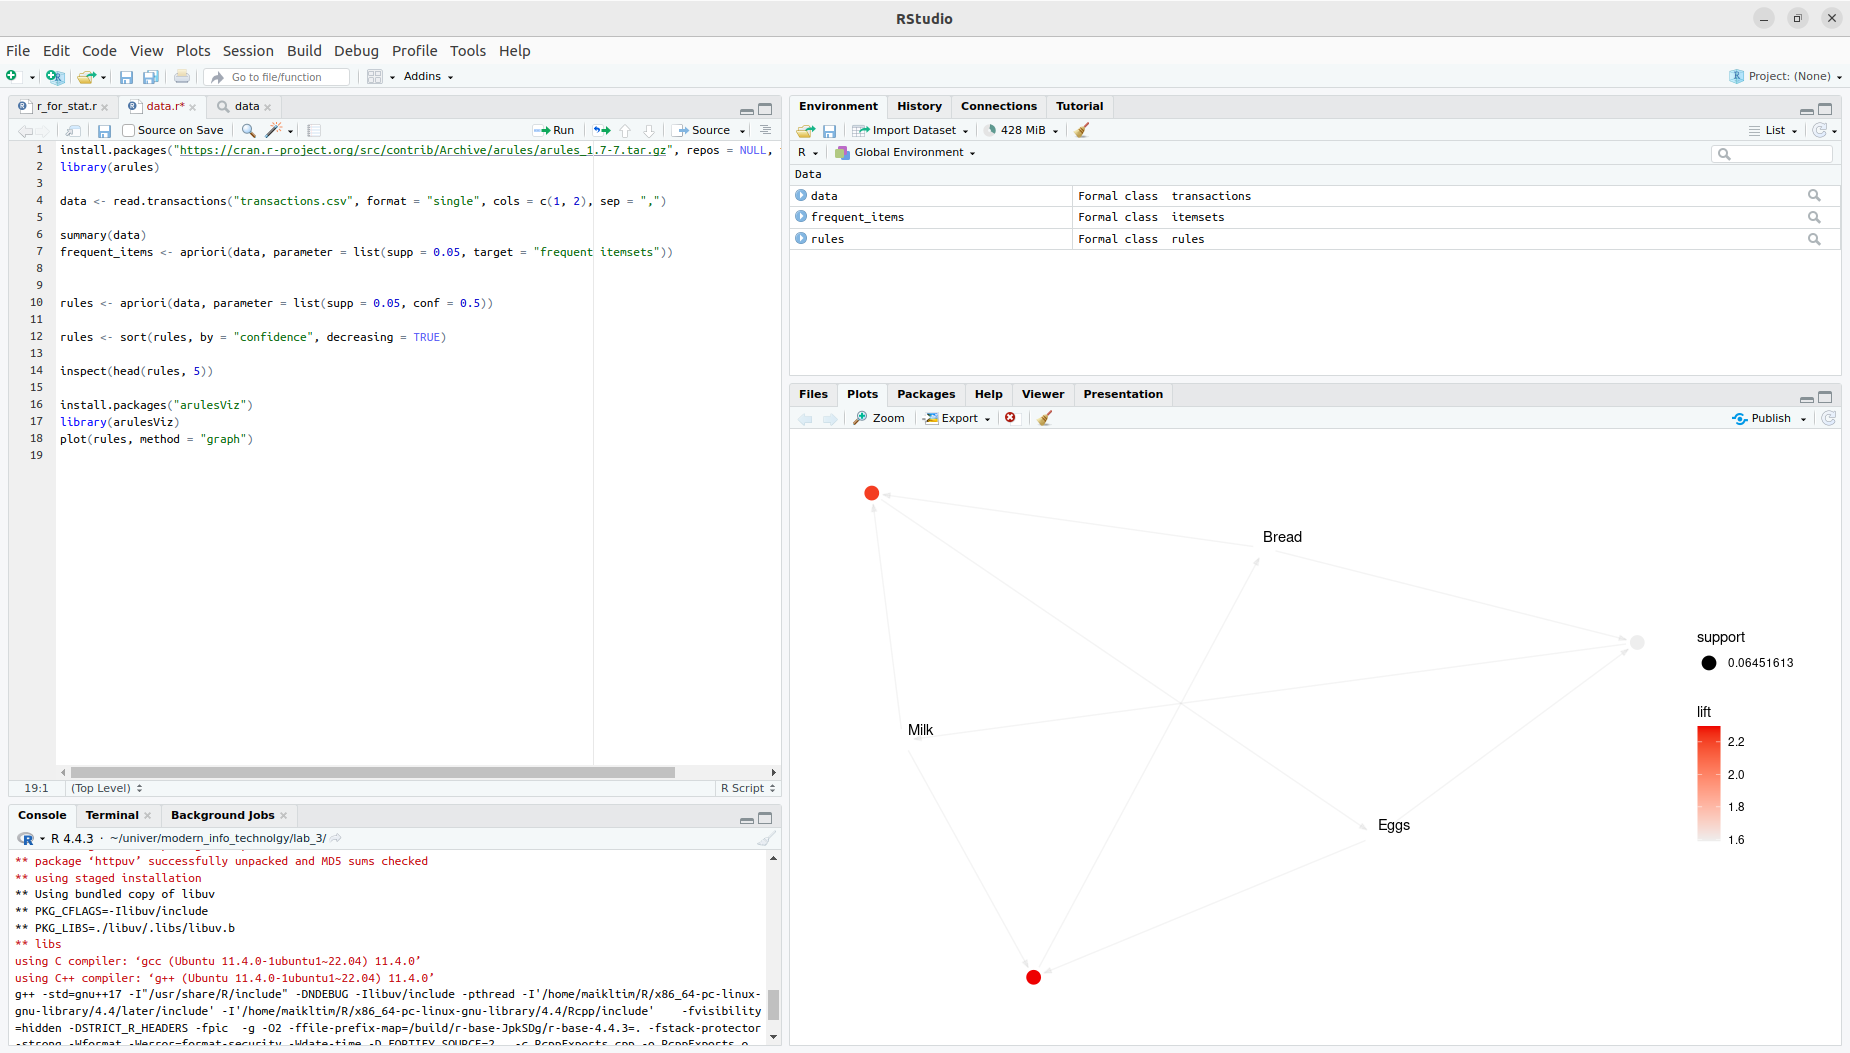 RStudio
File Edit Code View Plots Session Build Debug Profile Tools Help
Go to file/function
Addins
Project: (None)
r_for_stat.r
data.r*
data
Source on Save
Run
Source
1 install.packages("https://cran.r-project.org/src/contrib/Archive/arules/arules_1.7-7.tar.gz", repos = NULL,
2 library(arules)
3
4 data <- read.transactions("transactions.csv", format = "single", cols = c(1, 2), sep = ",")
5
6 summary(data)
7 frequent_items <- apriori(data, parameter = list(supp = 0.05, target = "frequent itemsets"))
8
9
10 rules <- apriori(data, parameter = list(supp = 0.05, conf = 0.5))
11
12 rules <- sort(rules, by = "confidence", decreasing = TRUE)
13
14 inspect(head(rules, 5))
15
16 install.packages("arulesViz")
17 library(arulesViz)
18 plot(rules, method = "graph")
19
19:1 (Top Level) R Script
Console Terminal Background Jobs
R R 4.4.3 · ~/univer/modern_info_technolgy/lab_3/
** package ‘httpuv’ successfully unpacked and MD5 sums checked
** using staged installation
** Using bundled copy of libuv
** PKG_CFLAGS=-Ilibuv/include
** PKG_LIBS=./libuv/.libs/libuv.b
** libs
using C compiler: ‘gcc (Ubuntu 11.4.0-1ubuntu1~22.04) 11.4.0’
using C++ compiler: ‘g++ (Ubuntu 11.4.0-1ubuntu1~22.04) 11.4.0’
g++ -std=gnu++17 -I"/usr/share/R/include" -DNDEBUG -Ilibuv/include -pthread -I'/home/maikltim/R/x86_64-pc-linux-
gnu-library/4.4/later/include' -I'/home/maikltim/R/x86_64-pc-linux-gnu-library/4.4/Rcpp/include' -fvisibility
=hidden -DSTRICT_R_HEADERS -fpic -g -O2 -ffile-prefix-map=/build/r-base-JpkSDg/r-base-4.4.3=. -fstack-protector
-strong -Wformat -Werror=format-security -Wdate-time -D_FORTIFY_SOURCE=2 -c RcppExports.cpp -o RcppExports.o
Environment History Connections Tutorial
Import Dataset
428 MiB
List
R
Global Environment
Data
data Formal class transactions
frequent_items Formal class itemsets
rules Formal class rules
Files Plots Packages Help Viewer Presentation
Zoom Export Publish
Bread
Milk
Eggs
support
0.06451613
lift
2.2
2.0
1.8
1.6